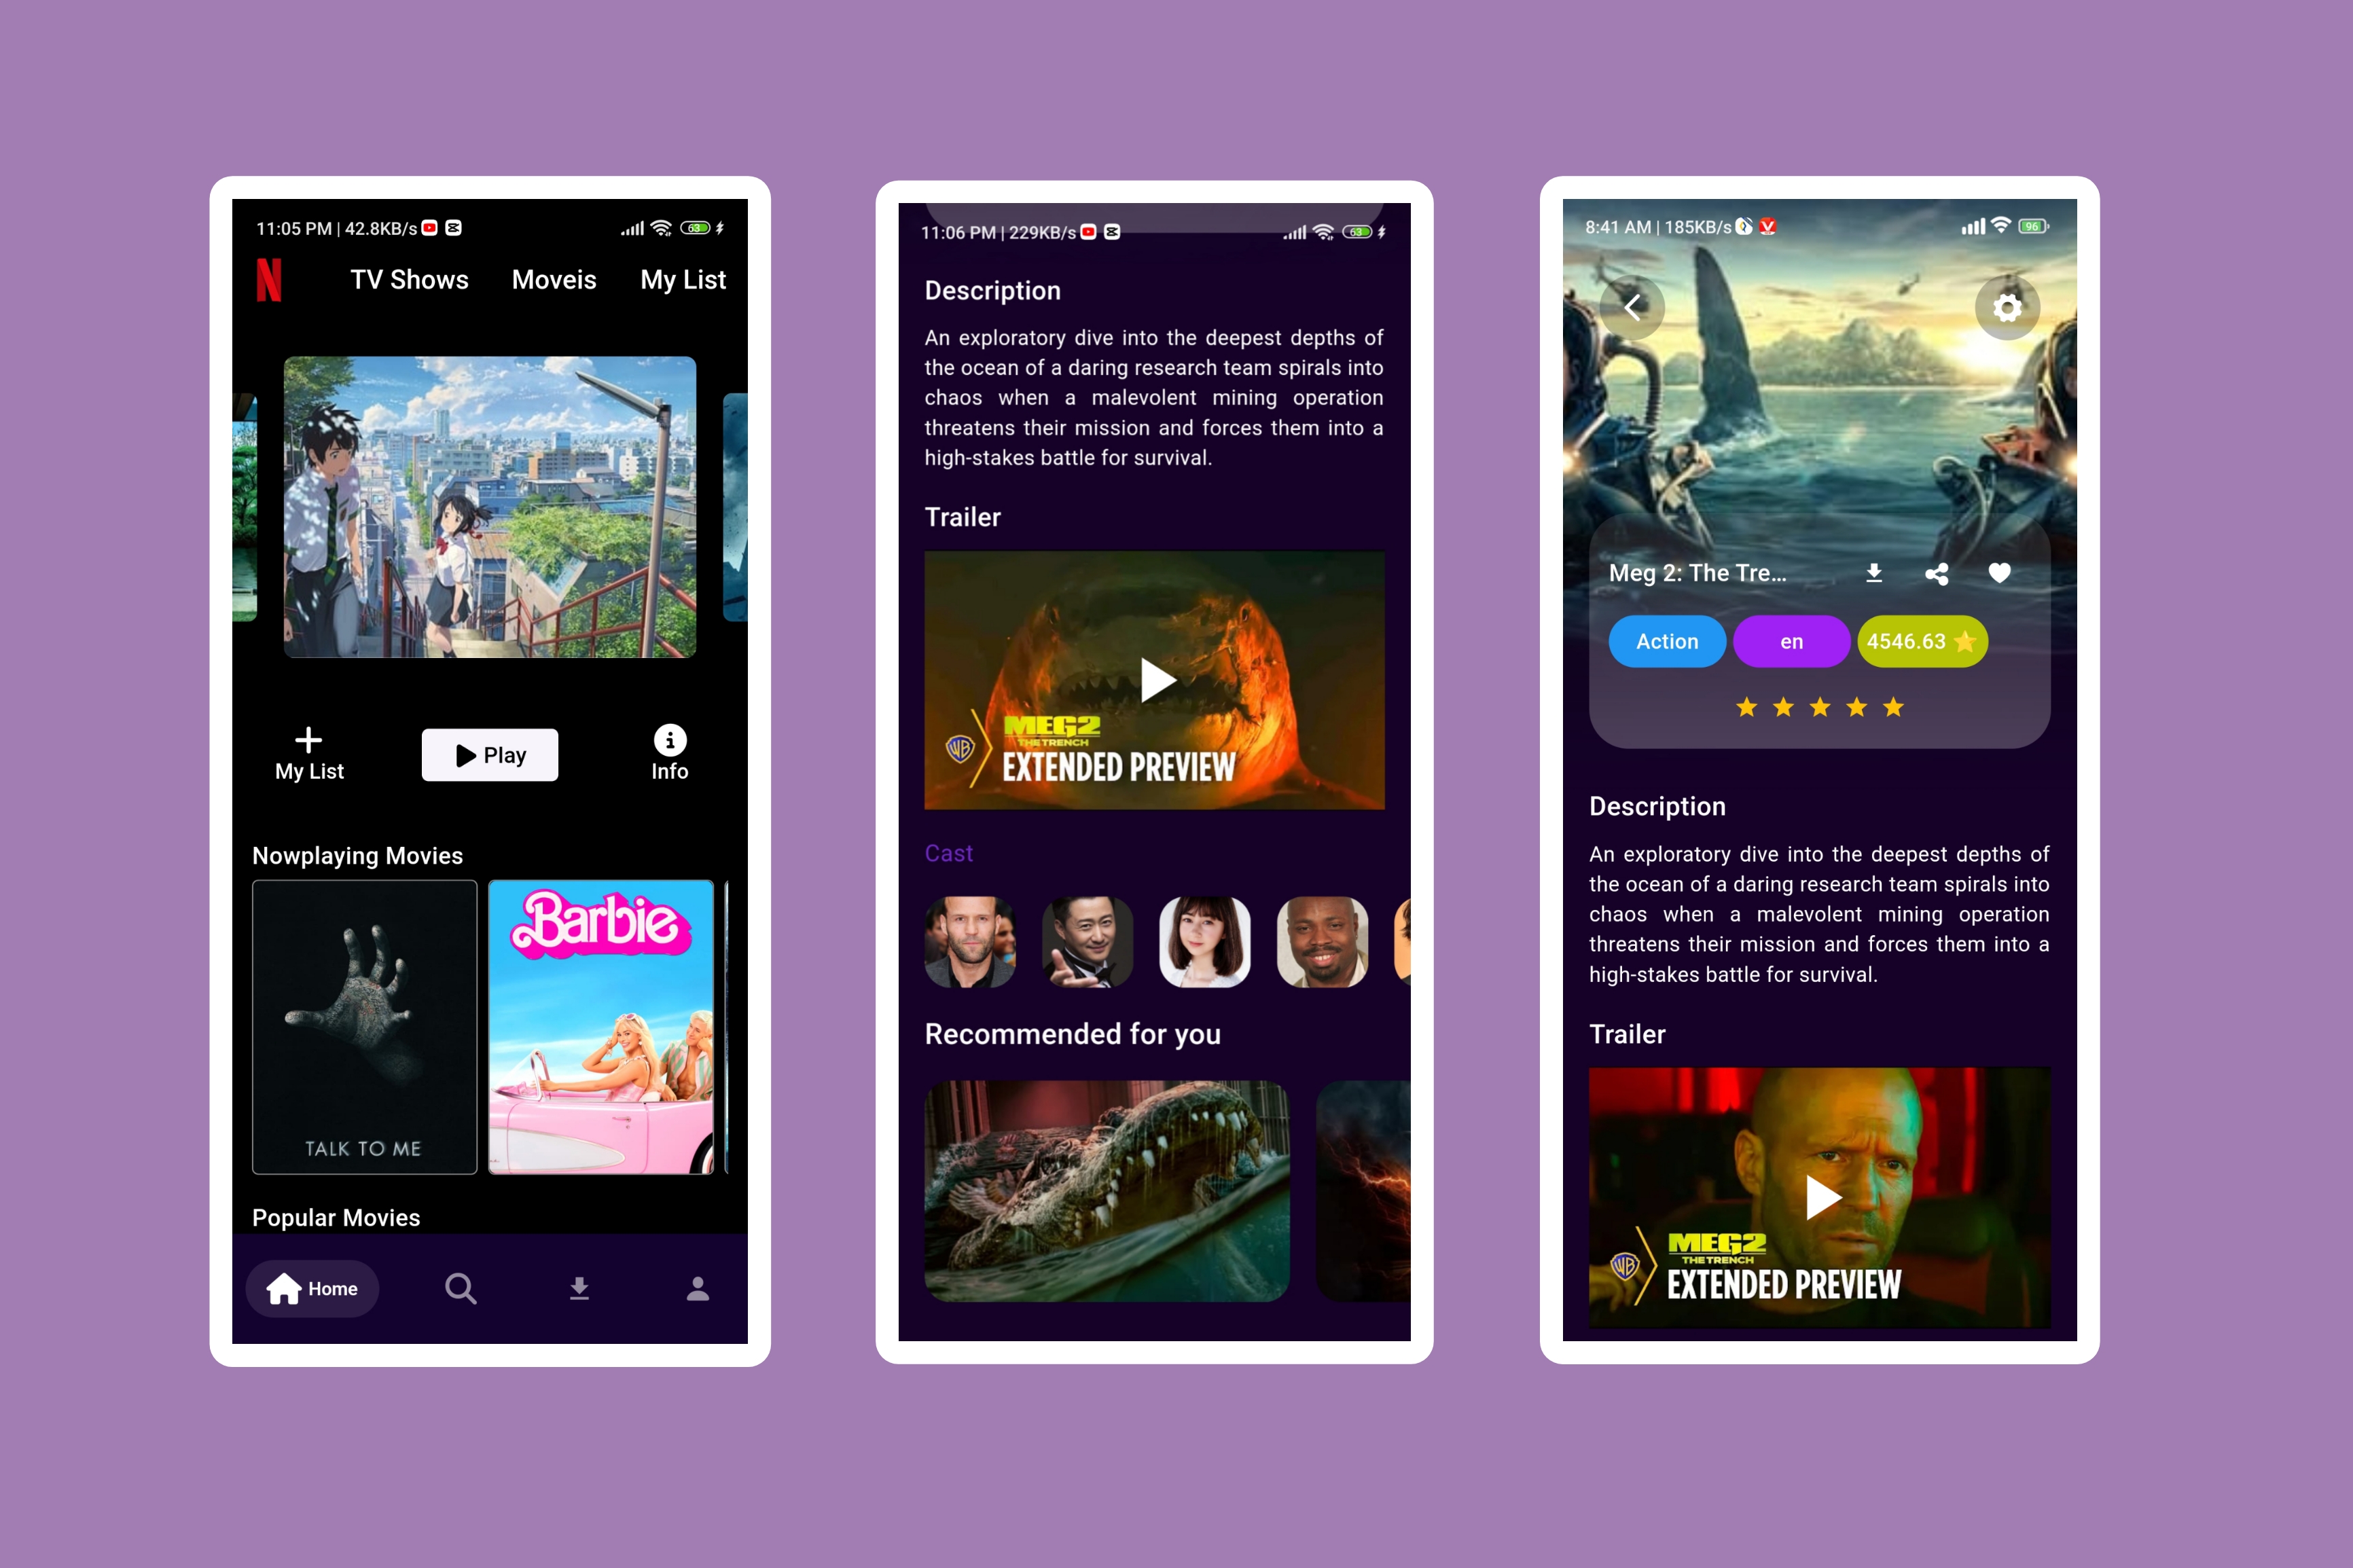 11:05 PM | 42.8KB/s
63
N
TV Shows Moveis My List
My List
Play
Info
Nowplaying Movies
TALK TO ME
Barbie
Popular Movies
Home
11:06 PM | 229KB/s
63
Description
An exploratory dive into the deepest depths of
the ocean of a daring research team spirals into
chaos when a malevolent mining operation
threatens their mission and forces them into a
high-stakes battle for survival.
Trailer
WB
MEG2
THE TRENCH
EXTENDED PREVIEW
Cast
Recommended for you
8:41 AM | 185KB/s
96
Meg 2: The Tre...
Action
en
4546.63 ⭐
Description
An exploratory dive into the deepest depths of
the ocean of a daring research team spirals into
chaos when a malevolent mining operation
threatens their mission and forces them into a
high-stakes battle for survival.
Trailer
WB
MEG2
THE TRENCH
EXTENDED PREVIEW